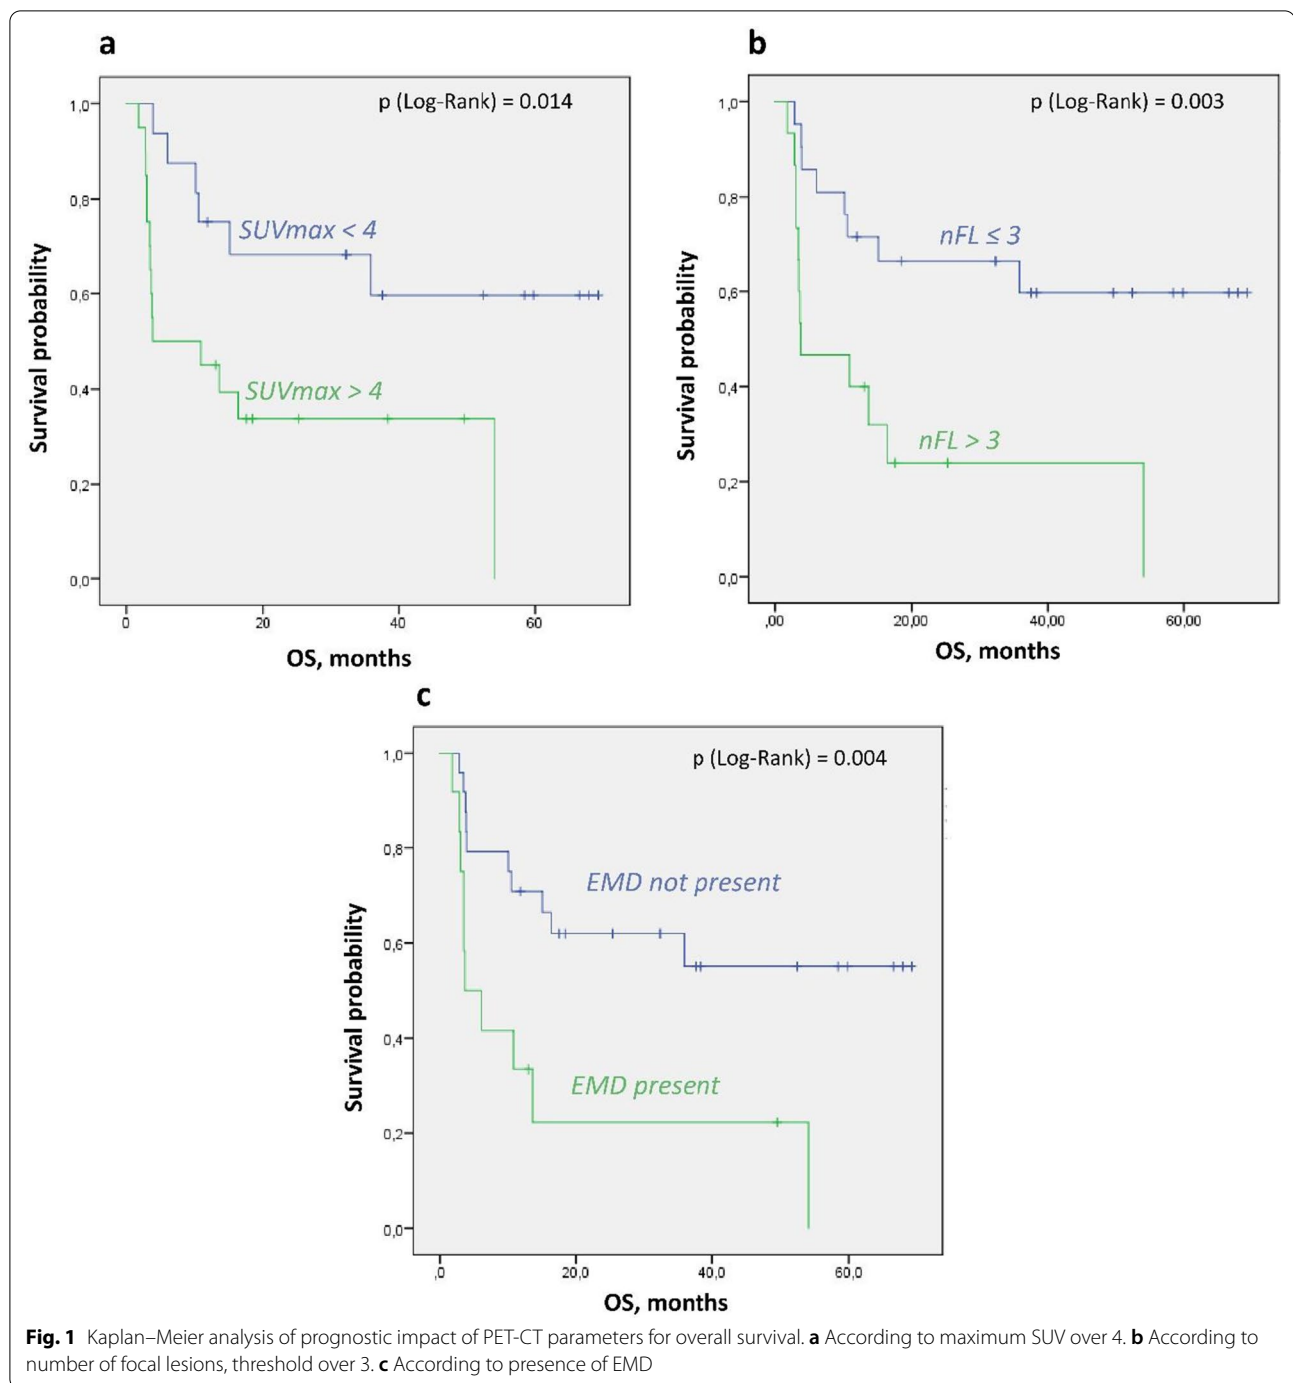 a
p (Log-Rank) = 0.014
1,0
0,8
0,6
0,4
0,2
0,0
SUVmax < 4
SUVmax > 4
Survival probability
0 20 40 60
OS, months
b
p (Log-Rank) = 0.003
1,0
0,8
0,6
0,4
0,2
0,0
nFL ≤ 3
nFL > 3
Survival probability
,00 20,00 40,00 60,00
OS, months
c
p (Log-Rank) = 0.004
1,0
0,8
0,6
0,4
0,2
0,0
EMD not present
EMD present
Survival probability
,0 20,0 40,0 60,0
OS, months
Fig. 1 Kaplan–Meier analysis of prognostic impact of PET-CT parameters for overall survival. a According to maximum SUV over 4. b According to
number of focal lesions, threshold over 3. c According to presence of EMD